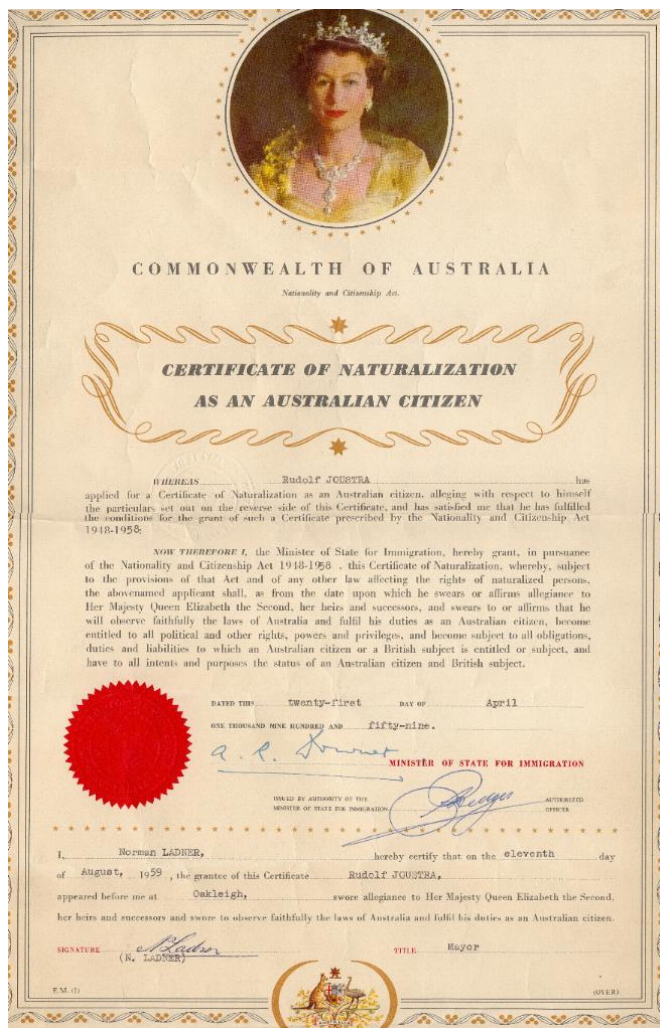 COMMONWEALTH OF AUSTRALIA
Nationality and Citizenship Act.
CERTIFICATE OF NATURALIZATION
AS AN AUSTRALIAN CITIZEN
WHEREAS Rudolf JOUSTRA has
applied for a Certificate of Naturalization as an Australian citizen, alleging with respect to himself
the particulars set out on the reverse side of this Certificate, and has satisfied me that he has fulfilled
the conditions for the grant of such a Certificate prescribed by the Nationality and Citizenship Act
1948-1958:
NOW THEREFORE I, the Minister of State for Immigration, hereby grant, in pursuance
of the Nationality and Citizenship Act 1948-1958 , this Certificate of Naturalization, whereby, subject
to the provisions of that Act and of any other law affecting the rights of naturalized persons,
the abovenamed applicant shall, as from the date upon which he swears or affirms allegiance to
Her Majesty Queen Elizabeth the Second, her heirs and successors, and swears to or affirms that he
will observe faithfully the laws of Australia and fulfil his duties as an Australian citizen, become
entitled to all political and other rights, powers and privileges, and become subject to all obligations,
duties and liabilities to which an Australian citizen or a British subject is entitled or subject, and
have to all intents and purposes the status of an Australian citizen and British subject.
DATED THIS twenty-first DAY OF April
ONE THOUSAND NINE HUNDRED AND fifty-nine.
A. R. Downer
MINISTER OF STATE FOR IMMIGRATION
ISSUED BY AUTHORITY OF THE AUTHORIZED
MINISTER OF STATE FOR IMMIGRATION OFFICER
I, Norman LADNER, hereby certify that on the eleventh day
of August, 1959 , the grantee of this Certificate Rudolf JOUSTRA,
appeared before me at Oakleigh, swore allegiance to Her Majesty Queen Elizabeth the Second,
her heirs and successors and swore to observe faithfully the laws of Australia and fulfil his duties as an Australian citizen.
SIGNATURE N Ladner TITLE Mayor
(N. LADNER)
F.M. (1) (OVER)